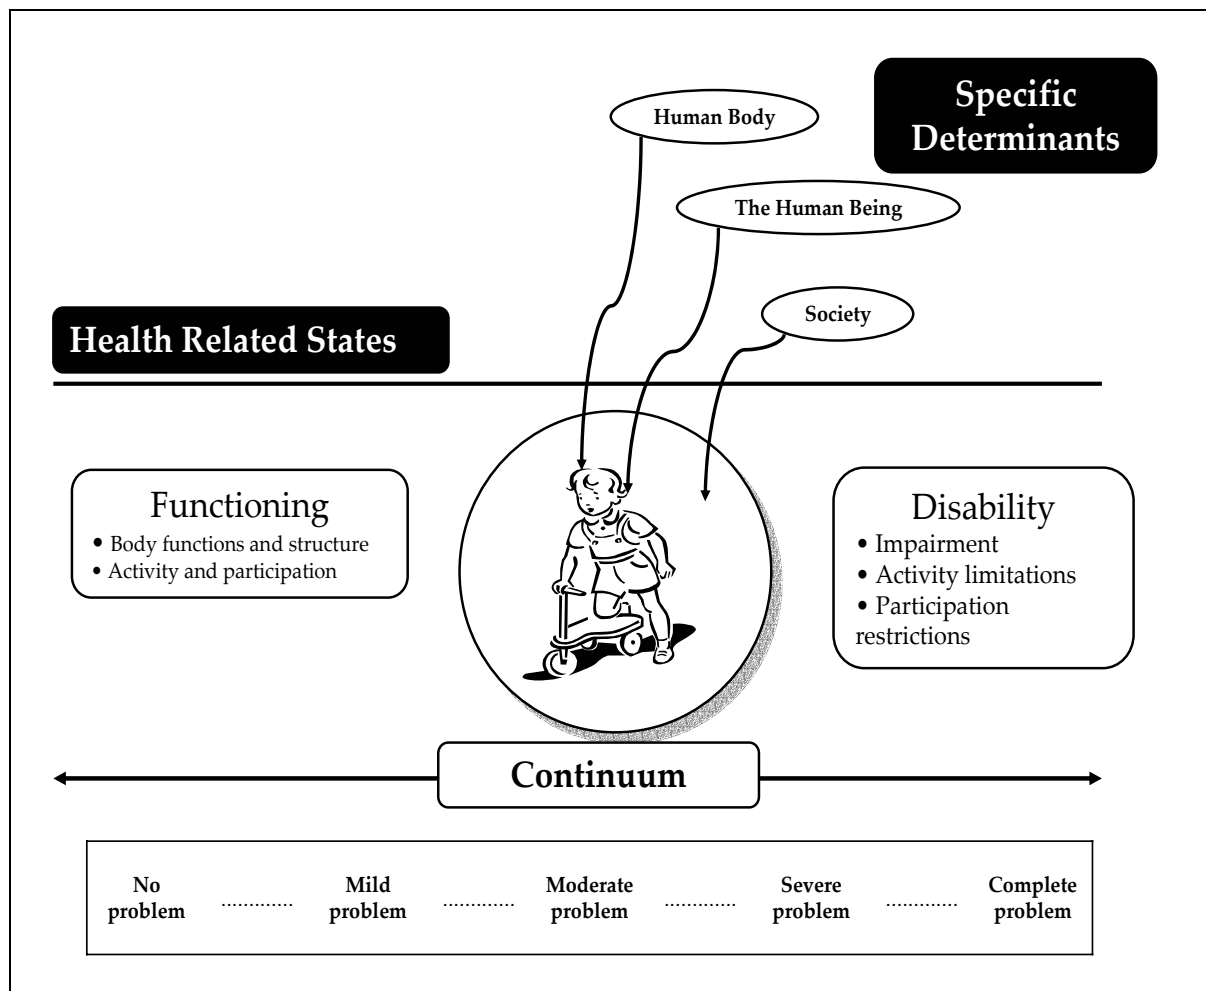 Specific
Determinants
Human Body
The Human Being
Society
Health Related States
Functioning
• Body functions and structure
• Activity and participation
Disability
• Impairment
• Activity limitations
• Participation
restrictions
Continuum
No
problem
.............
Mild
problem
.............
Moderate
problem
.............
Severe
problem
.............
Complete
problem